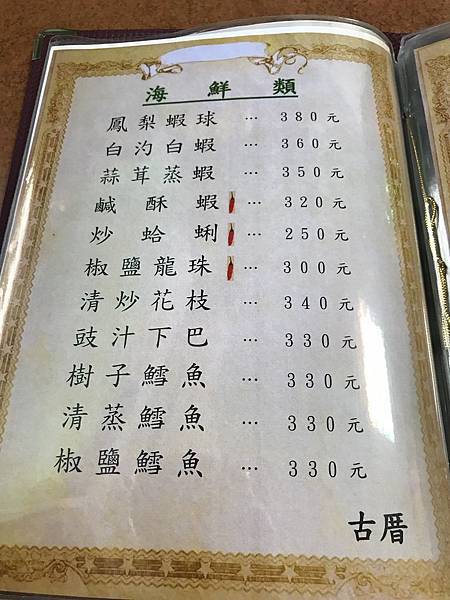 海鮮類
鳳梨蝦球 … 380元
白灼白蝦 … 360元
蒜茸蒸蝦 … 350元
鹹酥蝦 … 320元
炒蛤蜊 … 250元
椒鹽龍珠 … 300元
清炒花枝 … 340元
豉汁下巴 … 330元
樹子鱈魚 … 330元
清蒸鱈魚 … 330元
椒鹽鱈魚 … 330元
古厝